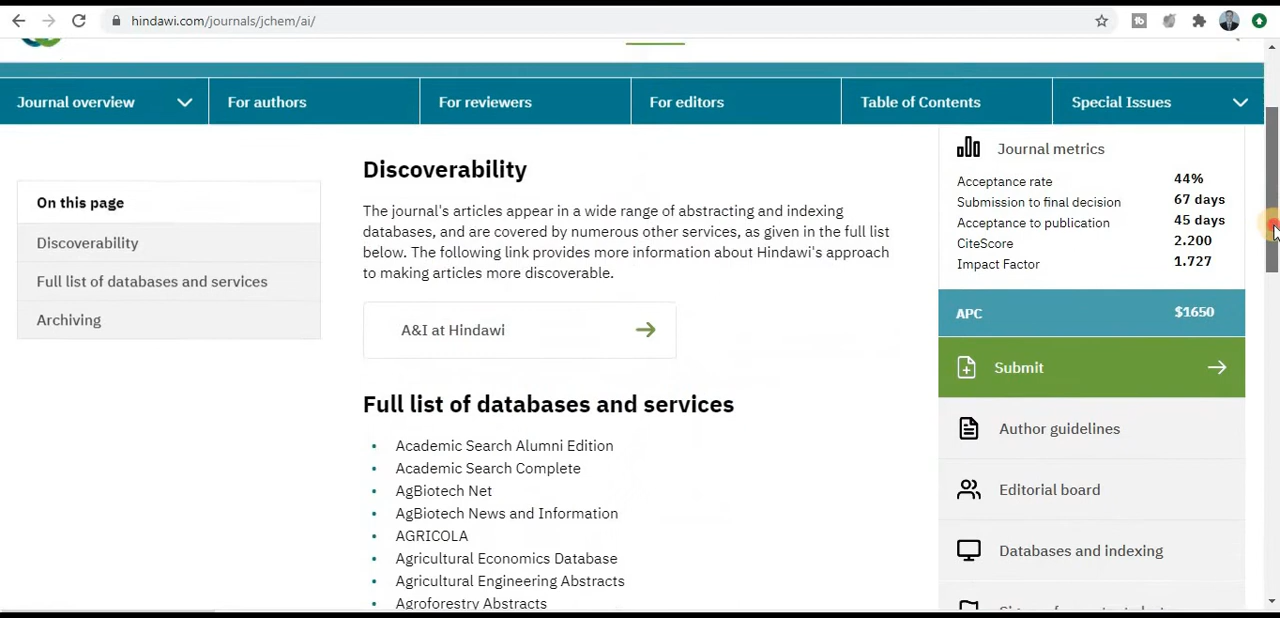 hindawi.com/journals/jchem/ai/
Journal overview
For authors
For reviewers
For editors
Table of Contents
Special Issues
On this page
Discoverability
Full list of databases and services
Archiving
Discoverability
The journal's articles appear in a wide range of abstracting and indexing
databases, and are covered by numerous other services, as given in the full list
below. The following link provides more information about Hindawi's approach
to making articles more discoverable.
A&I at Hindawi
Full list of databases and services
• Academic Search Alumni Edition
• Academic Search Complete
• AgBiotech Net
• AgBiotech News and Information
• AGRICOLA
• Agricultural Economics Database
• Agricultural Engineering Abstracts
• Agroforestry Abstracts
Journal metrics
Acceptance rate 44%
Submission to final decision 67 days
Acceptance to publication 45 days
CiteScore 2.200
Impact Factor 1.727
APC $1650
Submit
Author guidelines
Editorial board
Databases and indexing